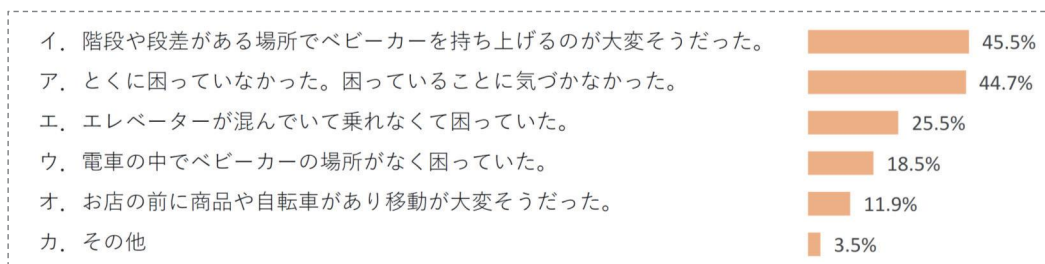 イ．階段や段差がある場所でベビーカーを持ち上げるのが大変そうだった。 45.5%
ア．とくに困っていなかった。困っていることに気づかなかった。 44.7%
エ．エレベーターが混んでいて乗れなくて困っていた。 25.5%
ウ．電車の中でベビーカーの場所がなく困っていた。 18.5%
オ．お店の前に商品や自転車があり移動が大変そうだった。 11.9%
カ．その他 3.5%